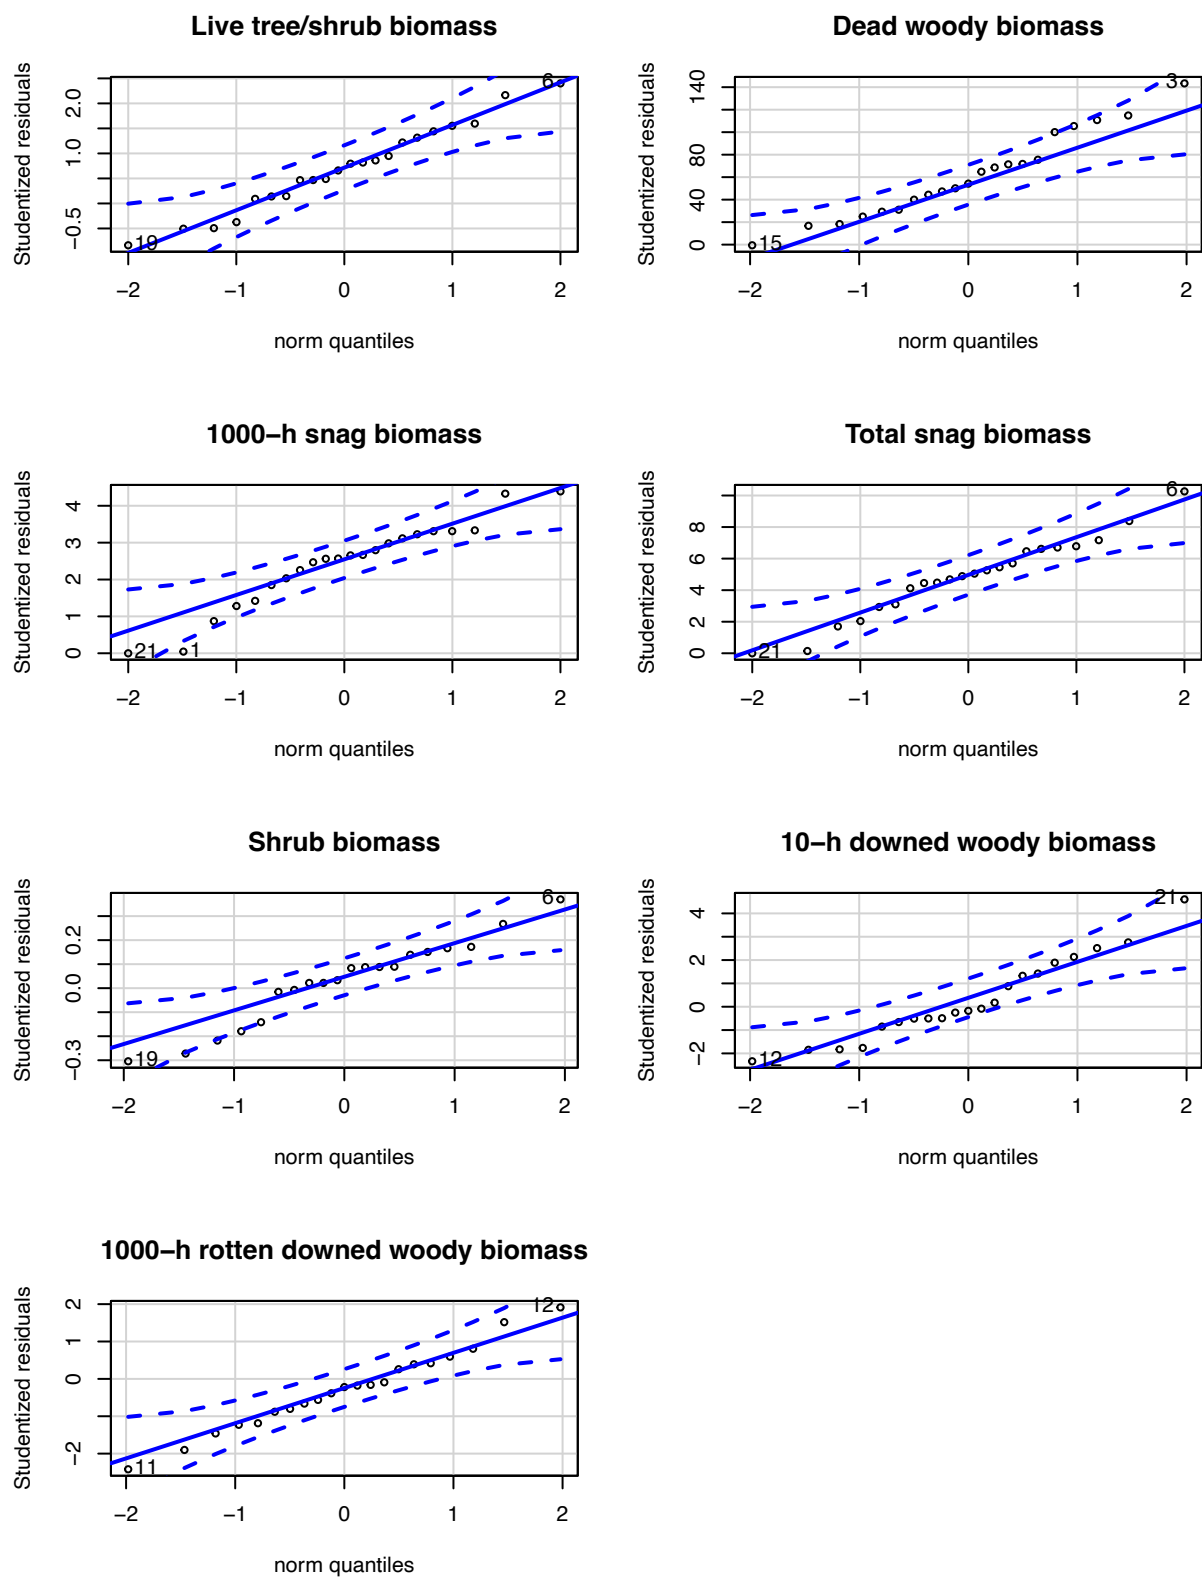 Live tree/shrub biomass
Studentized residuals
2.0
1.0
−0.5
6
19
−2 −1 0 1 2
norm quantiles
Dead woody biomass
Studentized residuals
140
80
40
0
3
15
−2 −1 0 1 2
norm quantiles
1000−h snag biomass
Studentized residuals
4
3
2
1
0
21
1
−2 −1 0 1 2
norm quantiles
Total snag biomass
Studentized residuals
8
6
4
2
0
6
21
−2 −1 0 1 2
norm quantiles
Shrub biomass
Studentized residuals
0.2
0.0
−0.3
6
19
−2 −1 0 1 2
norm quantiles
10−h downed woody biomass
Studentized residuals
4
2
0
−2
21
12
−2 −1 0 1 2
norm quantiles
1000−h rotten downed woody biomass
Studentized residuals
2
1
0
−2
12
11
−2 −1 0 1 2
norm quantiles